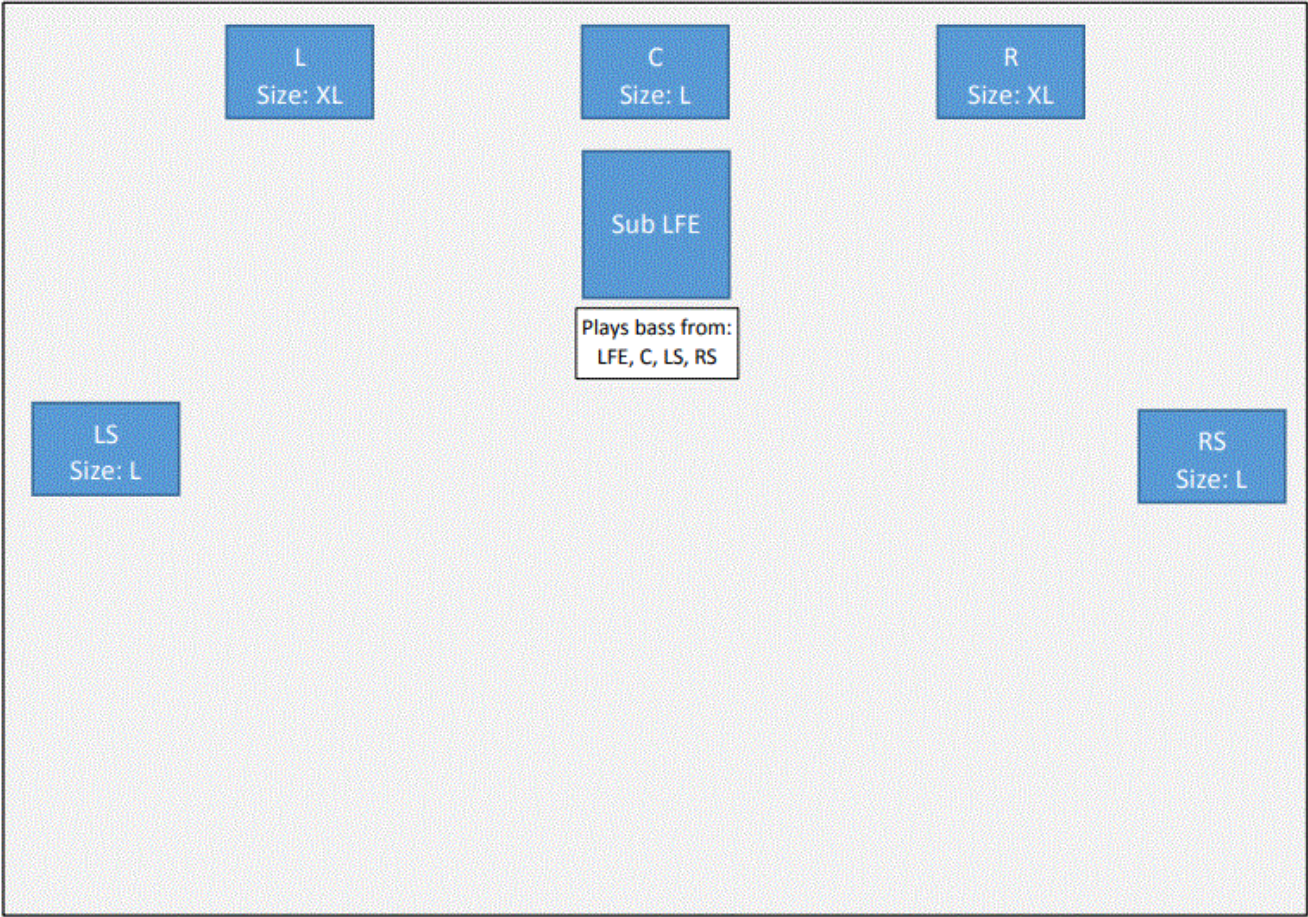 L
Size: XL
C
Size: L
R
Size: XL
Sub LFE
Plays bass from:
LFE, C, LS, RS
LS
Size: L
RS
Size: L